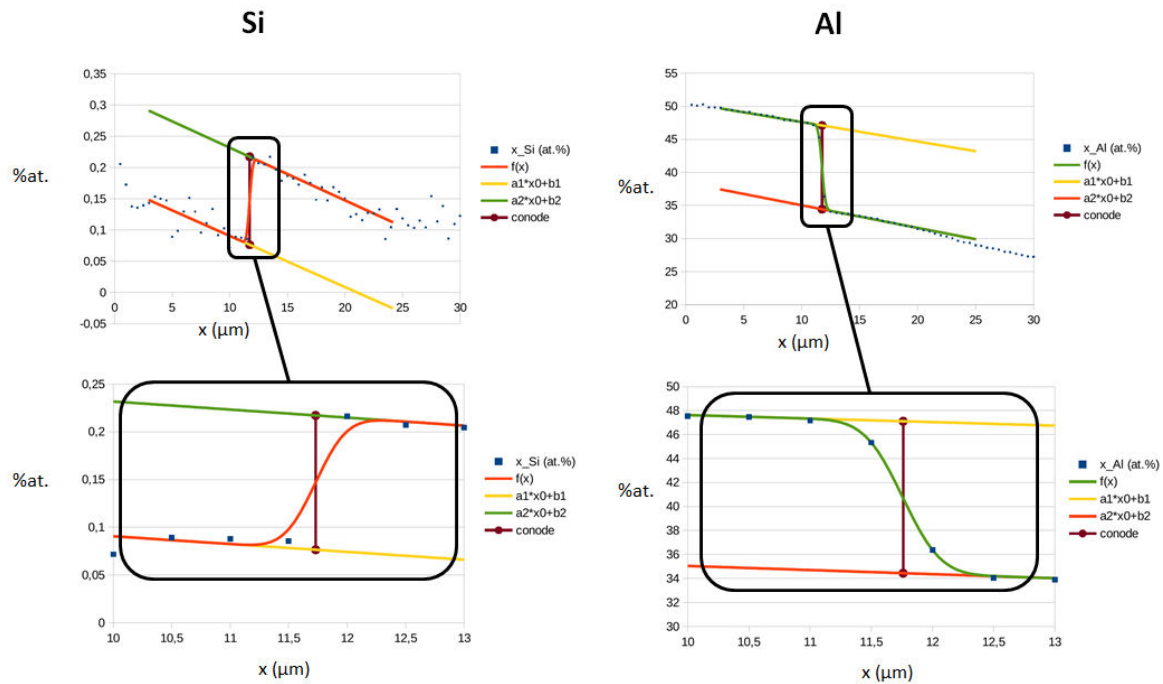 Si
Al
%at.
0,35
0,3
0,25
0,2
0,15
0,1
0,05
0
-0,05
0 5 10 15 20 25 30
x (µm)
x_Si (at.%)
f(x)
a1*x0+b1
a2*x0+b2
conode
%at.
55
50
45
40
35
30
25
20
0 5 10 15 20 25 30
x (µm)
x_Al (at.%)
f(x)
a1*x0+b1
a2*x0+b2
conode
%at.
0,25
0,2
0,15
0,1
0,05
0
10 10,5 11 11,5 12 12,5 13
x (µm)
x_Si (at.%)
f(x)
a1*x0+b1
a2*x0+b2
conode
%at.
50
48
46
44
42
40
38
36
34
32
30
10 10,5 11 11,5 12 12,5 13
x (µm)
x_Al (at.%)
f(x)
a1*x0+b1
a2*x0+b2
conode